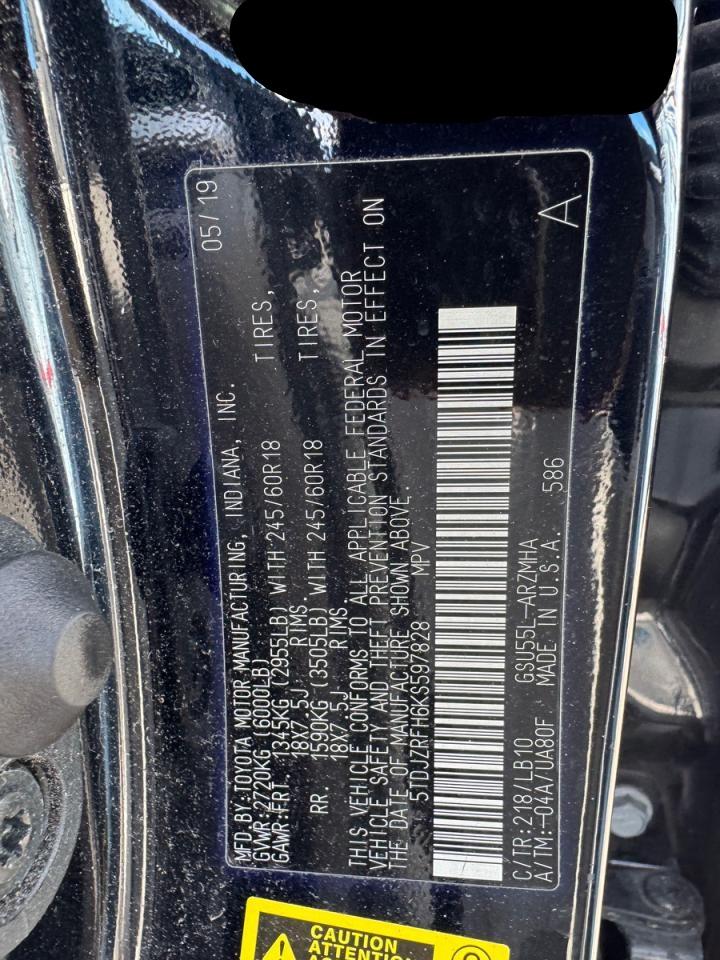 MFD BY:TOYOTA MOTOR MANUFACTURING, INDIANA, INC. 05/19
GVWR:2720KG (6000LB)
GAWR:FRT. 1345KG (2955LB) WITH 245/60R18 TIRES,
18X7.5J RIMS.
RR. 1590KG (3505LB) WITH 245/60R18 TIRES,
18X7.5J RIMS
THIS VEHICLE CONFORMS TO ALL APPLICABLE FEDERAL MOTOR
VEHICLE SAFETY AND THEFT PREVENTION STANDARDS IN EFFECT ON
THE DATE OF MANUFACTURE SHOWN ABOVE.
5TDJZRFH6KS597828 MPV
C/TR:218/LB10 GSU55L-ARZMHA
A/TM:-04A/UA80F MADE IN U.S.A. 586
A
CAUTION
ATTENTION